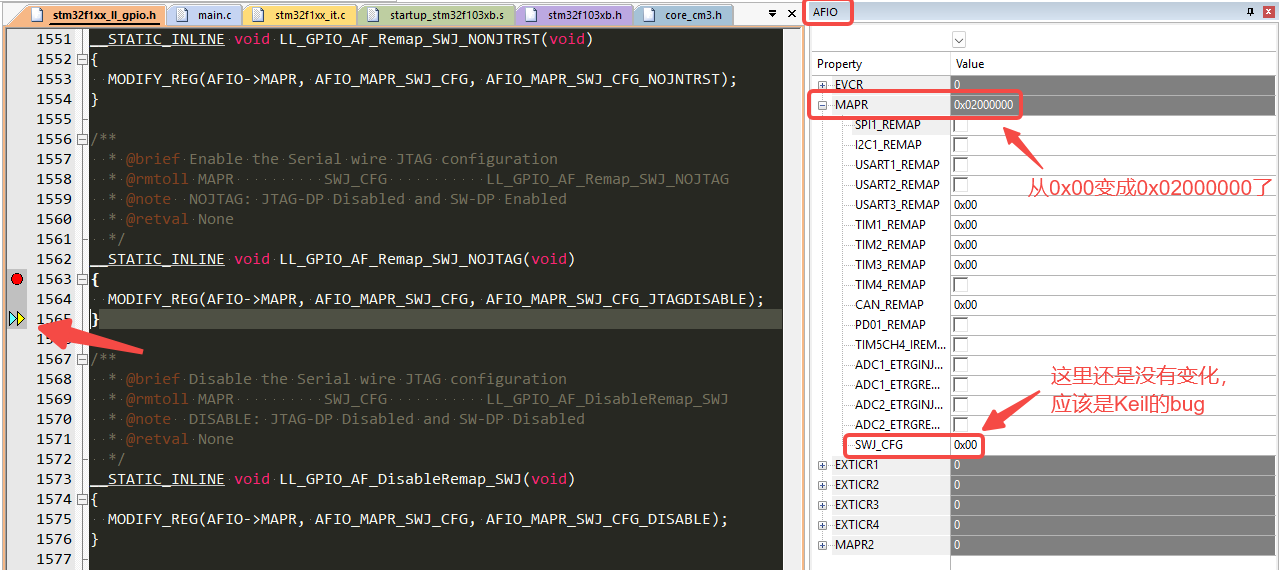 stm32f1xx_ll_gpio.h
main.c
stm32f1xx_it.c
startup_stm32f103xb.s
stm32f103xb.h
core_cm3.h
1551 __STATIC_INLINE void LL_GPIO_AF_Remap_SWJ_NONJTRST(void)
1552 {
1553 MODIFY_REG(AFIO->MAPR, AFIO_MAPR_SWJ_CFG, AFIO_MAPR_SWJ_CFG_NOJNTRST);
1554 }
1555
1556 /**
1557 * @brief Enable the Serial wire JTAG configuration
1558 * @rmtoll MAPR SWJ_CFG LL_GPIO_AF_Remap_SWJ_NOJTAG
1559 * @note NOJTAG: JTAG-DP Disabled and SW-DP Enabled
1560 * @retval None
1561 */
1562 __STATIC_INLINE void LL_GPIO_AF_Remap_SWJ_NOJTAG(void)
1563 {
1564 MODIFY_REG(AFIO->MAPR, AFIO_MAPR_SWJ_CFG, AFIO_MAPR_SWJ_CFG_JTAGDISABLE);
1565 }
1567 /**
1568 * @brief Disable the Serial wire JTAG configuration
1569 * @rmtoll MAPR SWJ_CFG LL_GPIO_AF_DisableRemap_SWJ
1570 * @note DISABLE: JTAG-DP Disabled and SW-DP Disabled
1571 * @retval None
1572 */
1573 __STATIC_INLINE void LL_GPIO_AF_DisableRemap_SWJ(void)
1574 {
1575 MODIFY_REG(AFIO->MAPR, AFIO_MAPR_SWJ_CFG, AFIO_MAPR_SWJ_CFG_DISABLE);
1576 }
1577
AFIO
Property Value
EVCR 0
MAPR 0x02000000
SPI1_REMAP
I2C1_REMAP
USART1_REMAP
USART2_REMAP
从0x00变成0x02000000了
USART3_REMAP 0x00
TIM1_REMAP 0x00
TIM2_REMAP 0x00
TIM3_REMAP 0x00
TIM4_REMAP
CAN_REMAP 0x00
PD01_REMAP
TIM5CH4_IREM...
ADC1_ETRGINJ...
ADC1_ETRGRE...
ADC2_ETRGINJ...
ADC2_ETRGRE...
这里还是没有变化，
应该是Keil的bug
SWJ_CFG 0x00
EXTICR1 0
EXTICR2 0
EXTICR3 0
EXTICR4 0
MAPR2 0